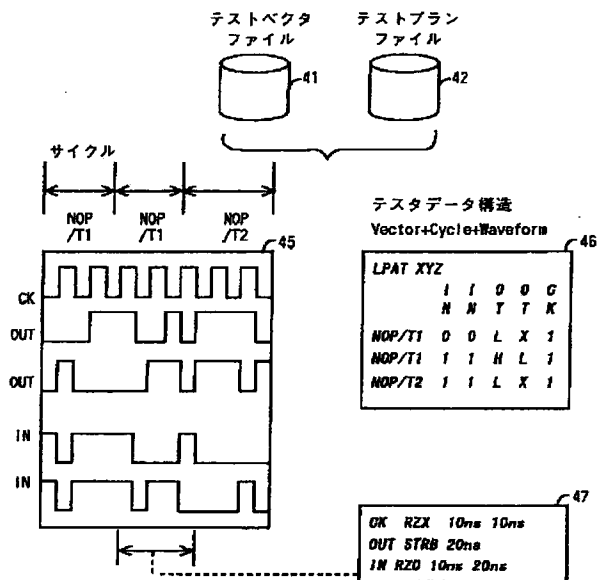 テストベクタ
ファイル
テストプラン
ファイル
41
42
サイクル
NOP
/T1
NOP
/T1
NOP
/T2
45
CK
OUT
OUT
IN
IN
テスタデータ構造
Vector+Cycle+Waveform
46
LPAT XYZ
I I O O C
N N T T K
NOP/T1 0 0 L X 1
NOP/T1 1 1 H L 1
NOP/T2 1 1 L X 1
47
CK RZX 10ns 10ns
OUT STRB 20ns
IN RZO 10ns 20ns